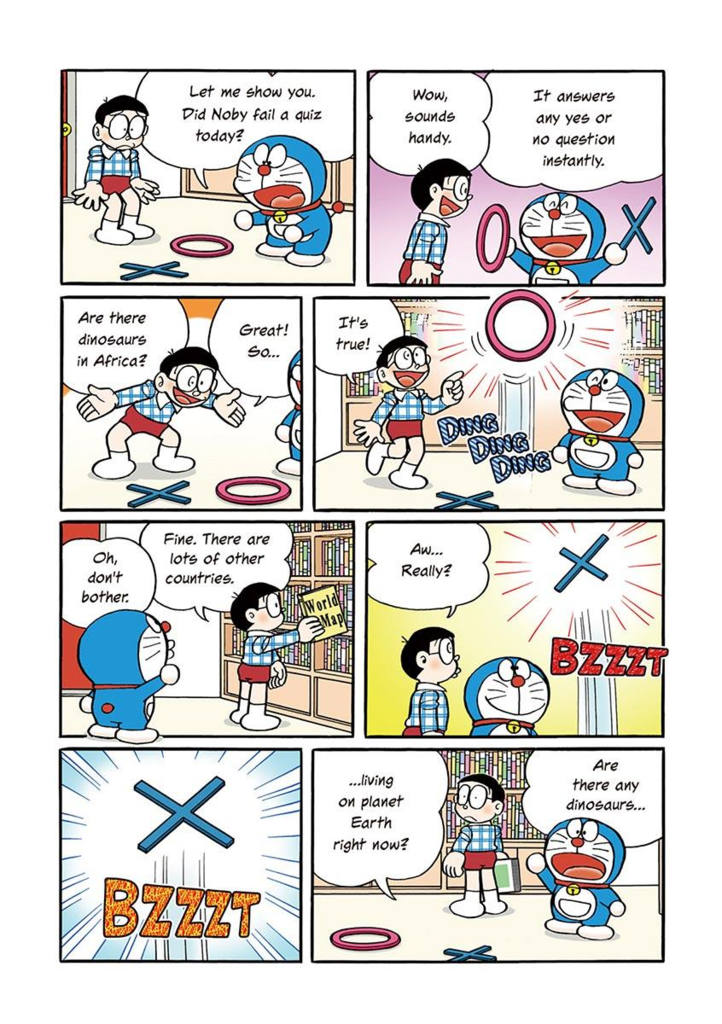 It answers
any yes or
no question
instantly.
Wow,
sounds
handy.
Let me show you.
Did Noby fail a quiz
today?
DING
DING
DING
It's
true!
Great!
So...
Are there
dinosaurs
in Africa?
BZZZT
Aw...
Really?
Fine. There are
lots of other
countries.
World
Map
Oh,
don't
bother.
Are
there any
dinosaurs...
...living
on planet
Earth
right now?
BZZZT